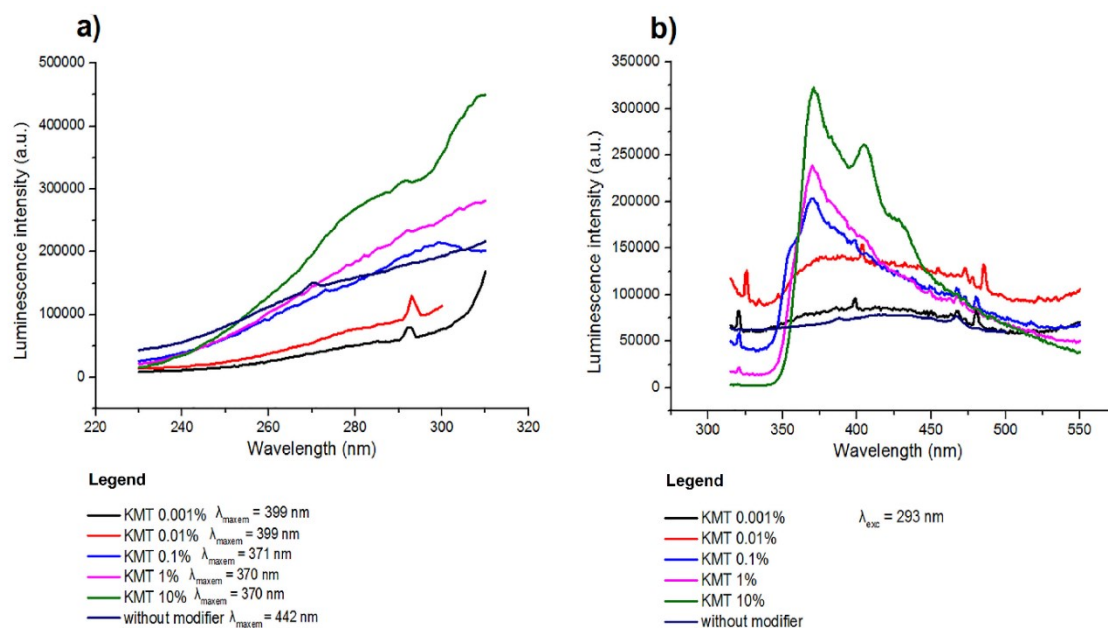 a)
500000
400000
300000
200000
100000
0
Luminescence intensity (a.u.)
220 240 260 280 300 320
Wavelength (nm)
Legend
KMT 0.001% λmaxem = 399 nm
KMT 0.01% λmaxem = 399 nm
KMT 0.1% λmaxem = 371 nm
KMT 1% λmaxem = 370 nm
KMT 10% λmaxem = 370 nm
without modifier λmaxem = 442 nm
b)
350000
300000
250000
200000
150000
100000
50000
0
Luminescence intensity (a.u.)
300 350 400 450 500 550
Wavelength (nm)
Legend
KMT 0.001% λexc = 293 nm
KMT 0.01%
KMT 0.1%
KMT 1%
KMT 10%
without modifier